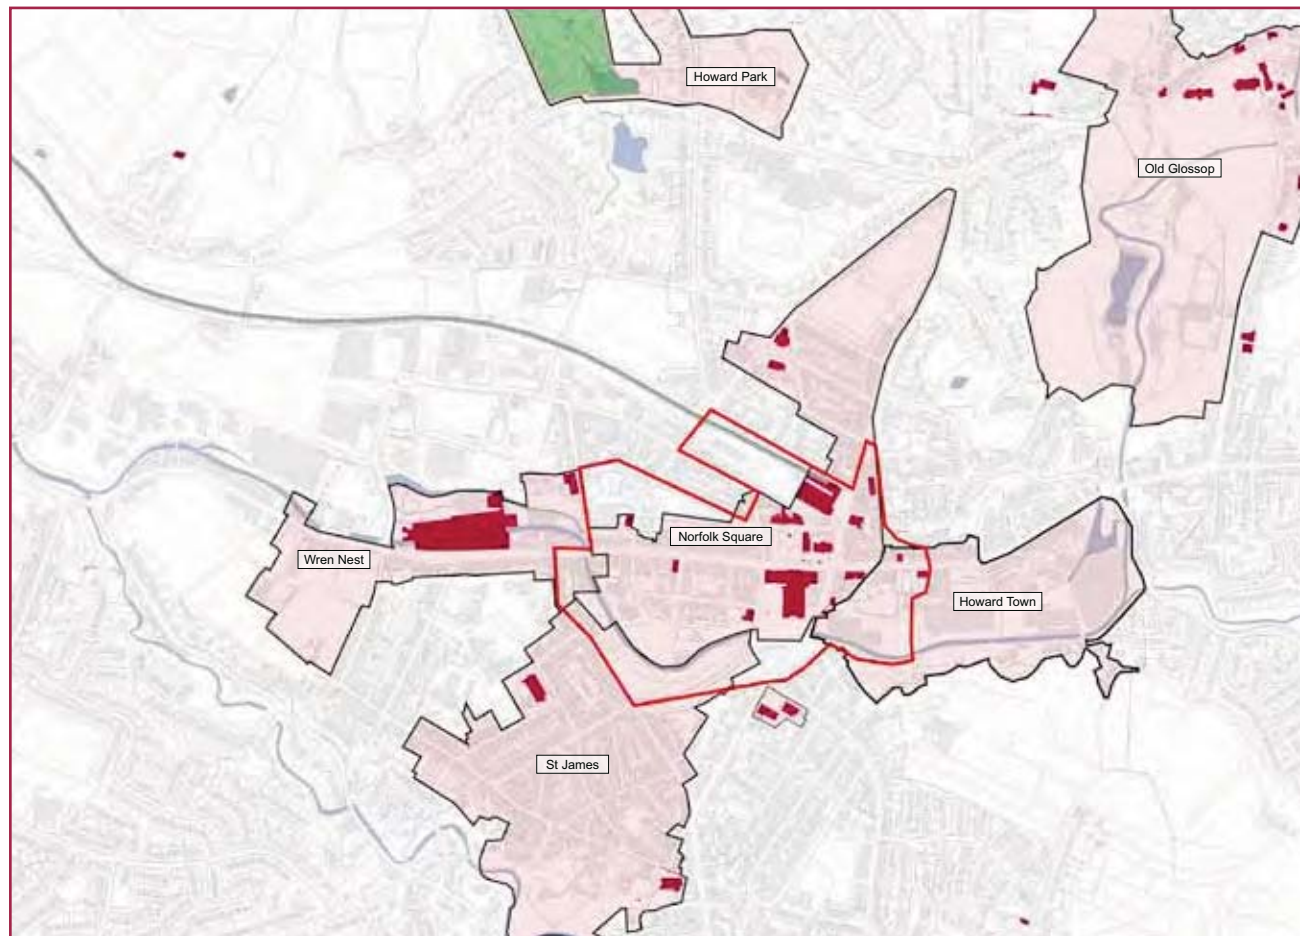 Howard Park
Old Glossop
Norfolk Square
Wren Nest
Howard Town
St James